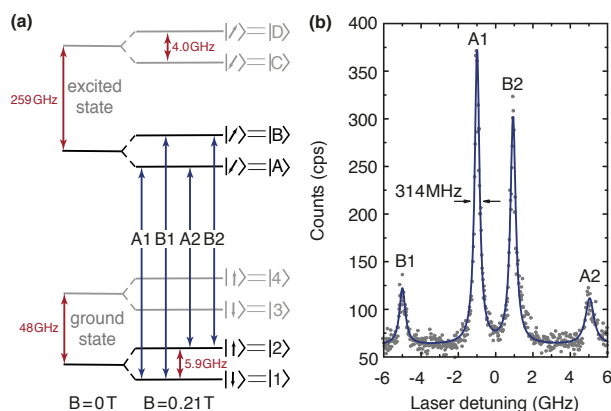 (a)
|↗⟩=|D⟩
4.0GHz
|↙⟩=|C⟩
259GHz
excited
state
|↗⟩=|B⟩
|↙⟩=|A⟩
A1 B1 A2 B2
|↑⟩=|4⟩
48GHz
ground
state
|↓⟩=|3⟩
|↑⟩=|2⟩
5.9GHz
|↓⟩=|1⟩
B=0T B=0.21T
(b)
400
350
300
250
200
150
100
50
Counts (cps)
A1
B2
314MHz
B1
A2
-6 -4 -2 0 2 4 6
Laser detuning (GHz)